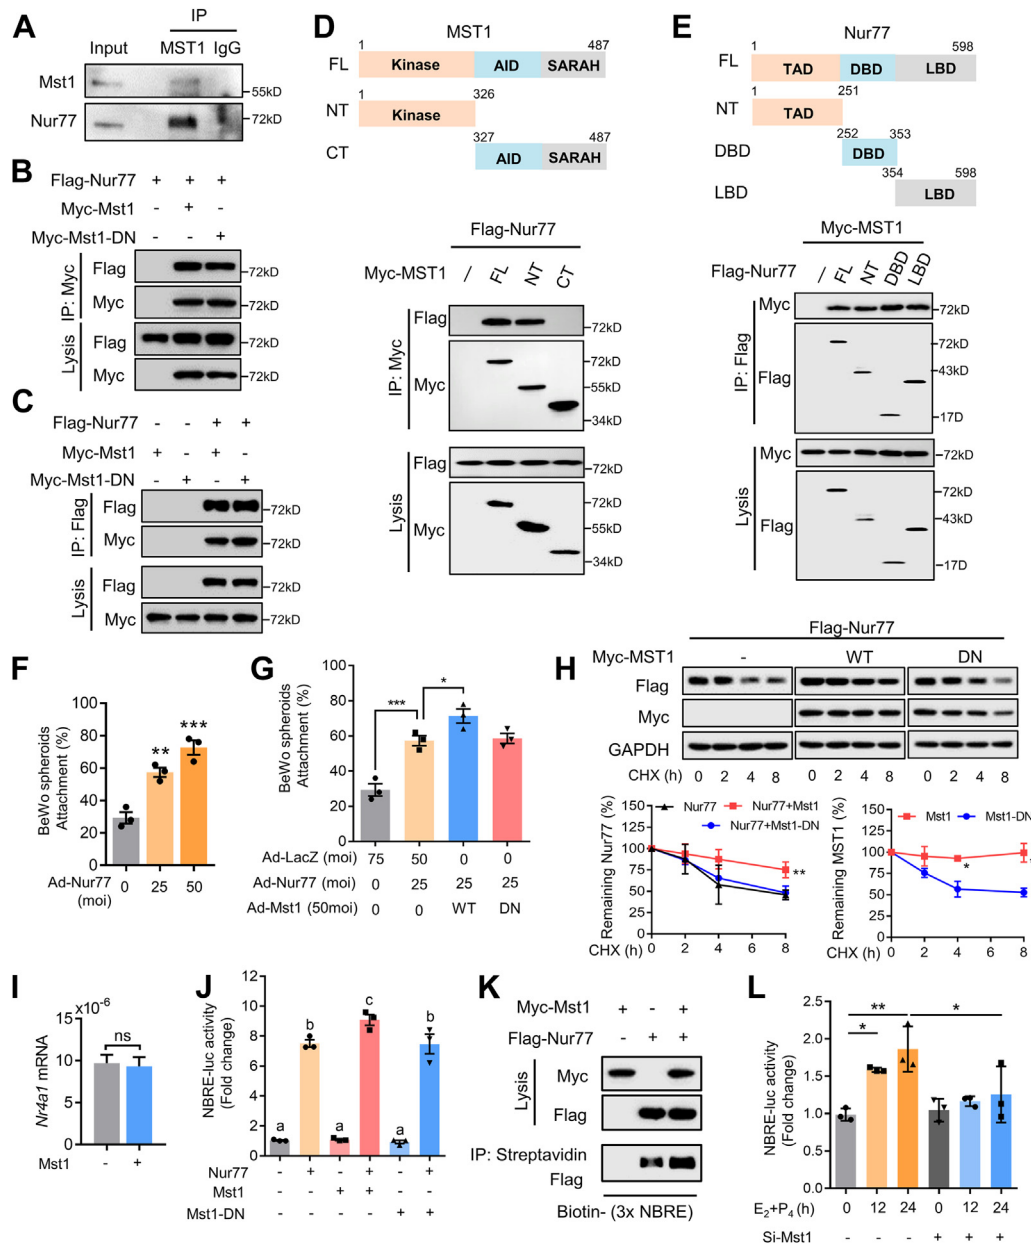 A
IP
Input MST1 IgG
Mst1
55kD
Nur77
72kD
B
Flag-Nur77 + + +
Myc-Mst1 - + -
Myc-Mst1-DN - - +
IP: Myc
Flag 72kD
Myc 72kD
Lysis
Flag 72kD
Myc 72kD
C
Flag-Nur77 - - + +
Myc-Mst1 + - + -
Myc-Mst1-DN - + - +
IP: Flag
Flag 72kD
Myc 72kD
Lysis
Flag 72kD
Myc 72kD
D
MST1
1 487
FL Kinase AID SARAH
1 326
NT Kinase
327 487
CT AID SARAH
Flag-Nur77
Myc-MST1 / FL NT CT
IP: Myc
Flag 72kD
Myc
72kD
55kD
34kD
Lysis
Flag 72kD
Myc
72kD
55kD
34kD
E
Nur77
1 598
FL TAD DBD LBD
1 251
NT TAD
252 353
DBD DBD
354 598
LBD LBD
Myc-MST1
Flag-Nur77 / FL NT DBD LBD
IP: Flag
Myc 72kD
Flag
72kD
43kD
17D
Lysis
Myc 72kD
Flag
72kD
43kD
17D
F
BeWo spheroids
Attachment (%)
100
80
60
40
20
0
** ***
Ad-Nur77
(moi)
0 25 50
G
BeWo spheroids
Attachment (%)
100
80
60
40
20
0
*** *
Ad-LacZ (moi) 75 50 0 0
Ad-Nur77 (moi) 0 25 25 25
Ad-Mst1 (50moi) 0 0 WT DN
H
Flag-Nur77
Myc-MST1 - WT DN
Flag
Myc
GAPDH
CHX (h) 0 2 4 8 0 2 4 8 0 2 4 8
Remaining Nur77 (%)
150
125
100
75
50
25
0
Nur77 Nur77+Mst1
Nur77+Mst1-DN
**
CHX (h) 0 2 4 6 8
Remaining MST1 (%)
150
125
100
75
50
25
0
Mst1 Mst1-DN
*
CHX (h) 0 2 4 6 8
I
×10⁻⁶
Nr4a1 mRNA
15
10
5
0
ns
Mst1 - +
J
NBRE-luc activity
(Fold change)
12
10
8
6
4
2
0
a b a c a b
Nur77 - + - + - +
Mst1 - - + + - -
Mst1-DN - - - - + +
K
Myc-Mst1 + - +
Flag-Nur77 - + +
Lysis
Myc
Flag
IP: Streptavidin
Flag
Biotin- (3x NBRE)
L
NBRE-luc activity
(Fold change)
2.5
2.0
1.5
1.0
0.5
0.0
* ** *
E₂+P₄ (h) 0 12 24 0 12 24
Si-Mst1 - - - + + +